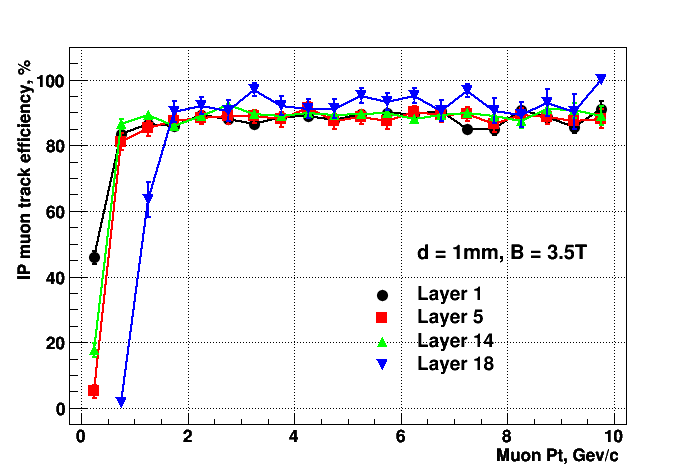 IP muon track efficiency, %
100
80
60
40
20
0
d = 1mm, B = 3.5T
Layer 1
Layer 5
Layer 14
Layer 18
0 2 4 6 8 10
Muon Pt, Gev/c